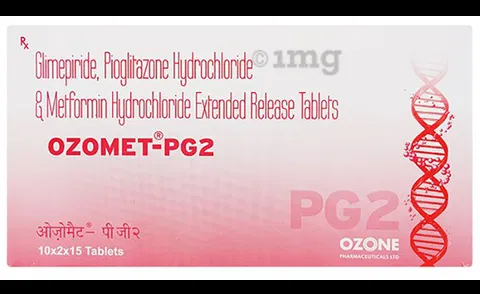 Rx
Glimepiride, Pioglitazone Hydrochloride
& Metformin Hydrochloride Extended Release Tablets
OZOMET®-PG2
ओज़ोमैट® - पी जी २
10x2x15 Tablets
PG2
OZONE
PHARMACEUTICALS LTD
© 1mg